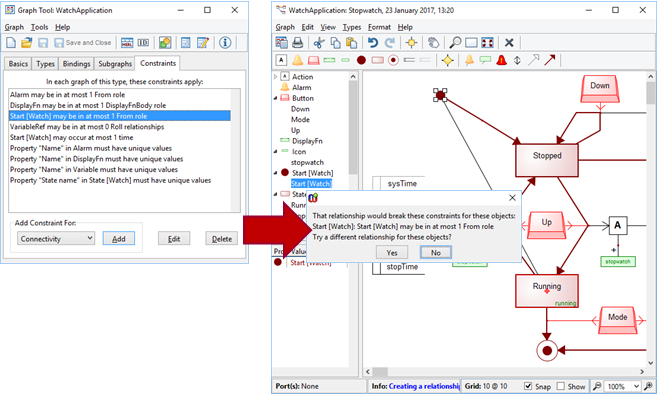 Graph Tool: WatchApplication
Graph Tools Help
Save and Close
Basics Types Bindings Subgraphs Constraints
In each graph of this type, these constraints apply:
Alarm may be in at most 1 From role
DisplayFn may be in at most 1 DisplayFnBody role
Start [Watch] may be in at most 1 From role
VariableRef may be in at most 0 Roll relationships
Start [Watch] may occur at most 1 time
Property "Name" in Alarm must have unique values
Property "Name" in DisplayFn must have unique values
Property "Name" in Variable must have unique values
Property "State name" in State [Watch] must have unique values
Add Constraint For:
Connectivity Add Edit Delete
WatchApplication: Stopwatch, 23 January 2017, 13:20
Graph Edit View Types Format Help
A
A Action
Alarm
Button
Down
Mode
Up
DisplayFn
Icon
stopwatch
Start [Watch]
Start [Watch]
State
Runn
Start [Watch]
sysTime
stopTime
Down
Stopped
Up
A
stopwatch
Running
running
Mode
That relationship would break these constraints for these objects:
Start [Watch]: Start [Watch] may be in at most 1 From role
Try a different relationship for these objects?
Yes No
Port(s): None Info: Creating a relationship Grid: 10 @ 10 Snap Show 100%